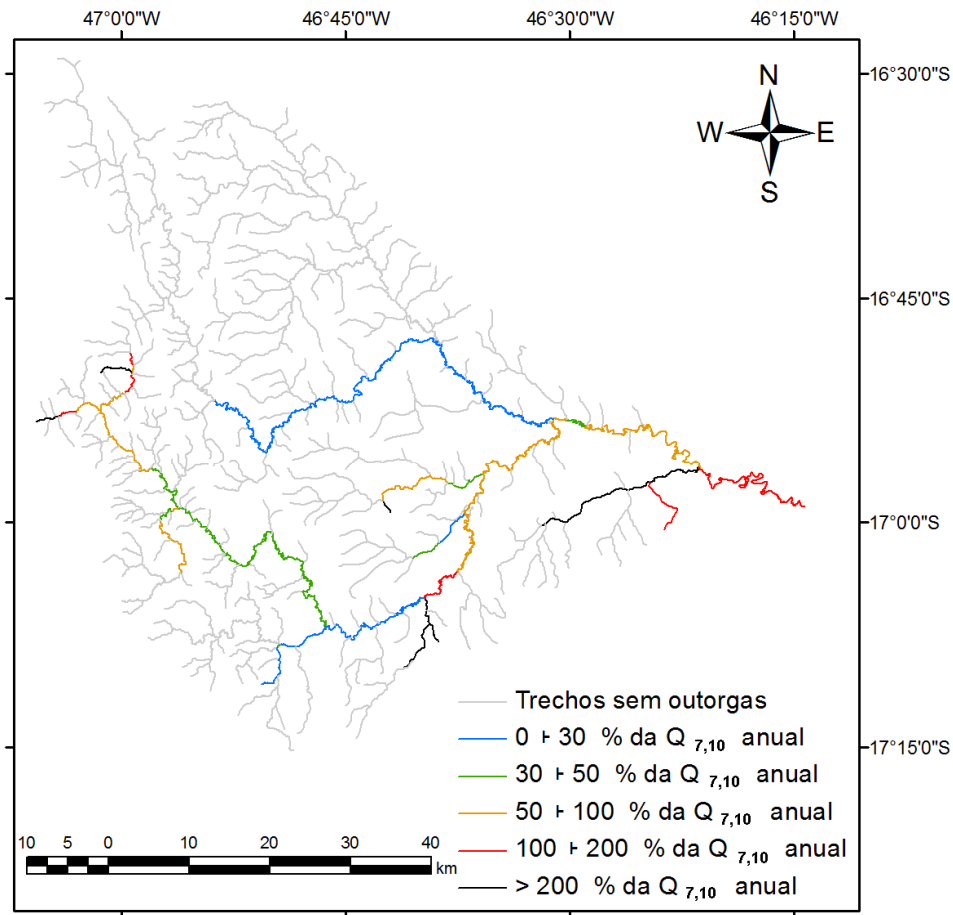 47°0'0"W 46°45'0"W 46°30'0"W 46°15'0"W
16°30'0"S
N
W E
S
16°45'0"S
17°0'0"S
Trechos sem outorgas
0 ⊦ 30 % da Q 7,10 anual
17°15'0"S
30 ⊦ 50 % da Q 7,10 anual
50 ⊦ 100 % da Q 7,10 anual
10 5 0 10 20 30 40
km
100 ⊦ 200 % da Q 7,10 anual
> 200 % da Q 7,10 anual